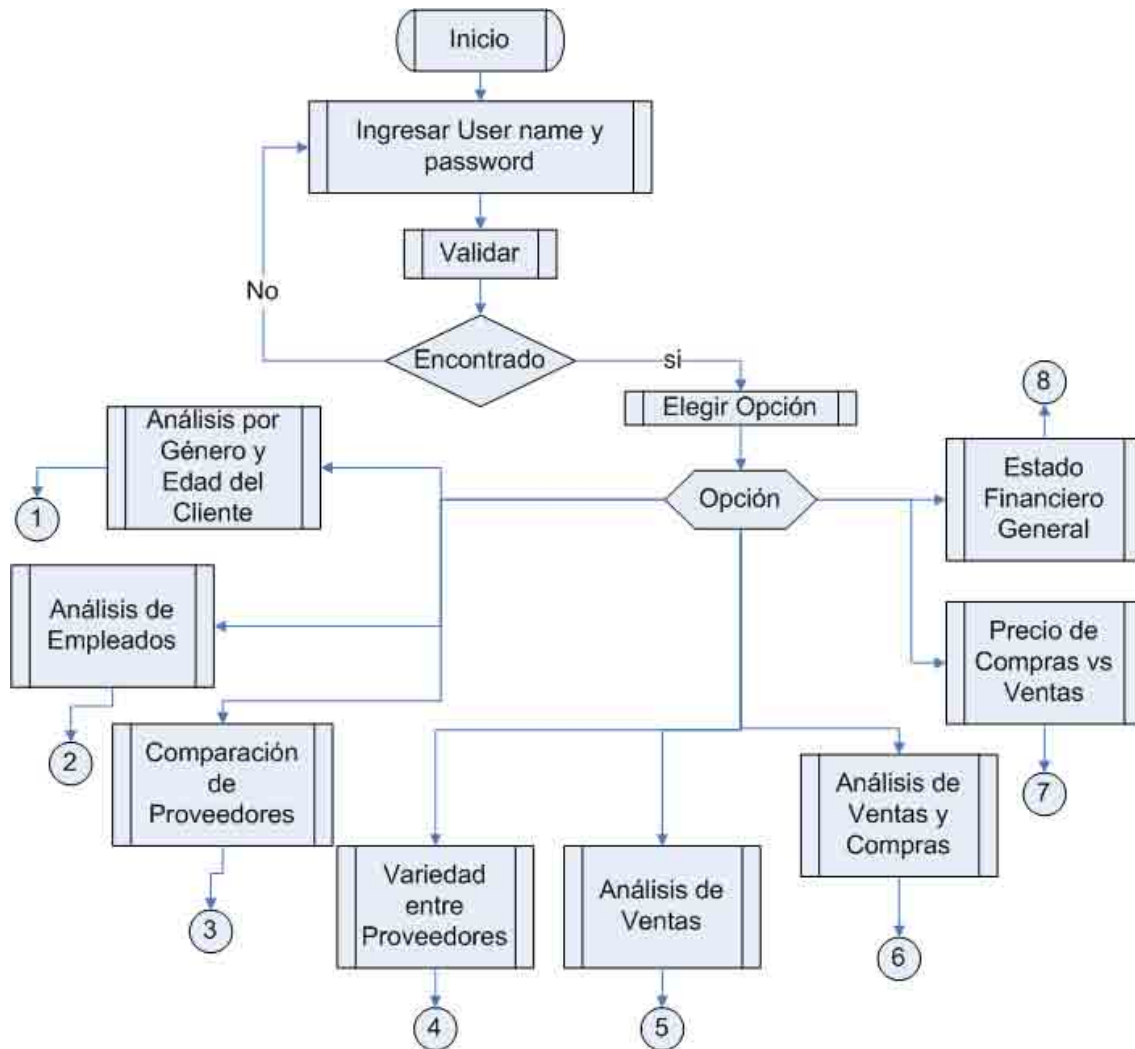 Inicio
Ingresar User name y
password
Validar
No
Encontrado
si
Elegir Opción
8
Análisis por
Género y
Edad del
Cliente
1
Opción
Estado
Financiero
General
Análisis de
Empleados
2
Precio de
Compras vs
Ventas
7
Comparación
de
Proveedores
3
Variedad
entre
Proveedores
4
Análisis de
Ventas
5
Análisis de
Ventas y
Compras
6